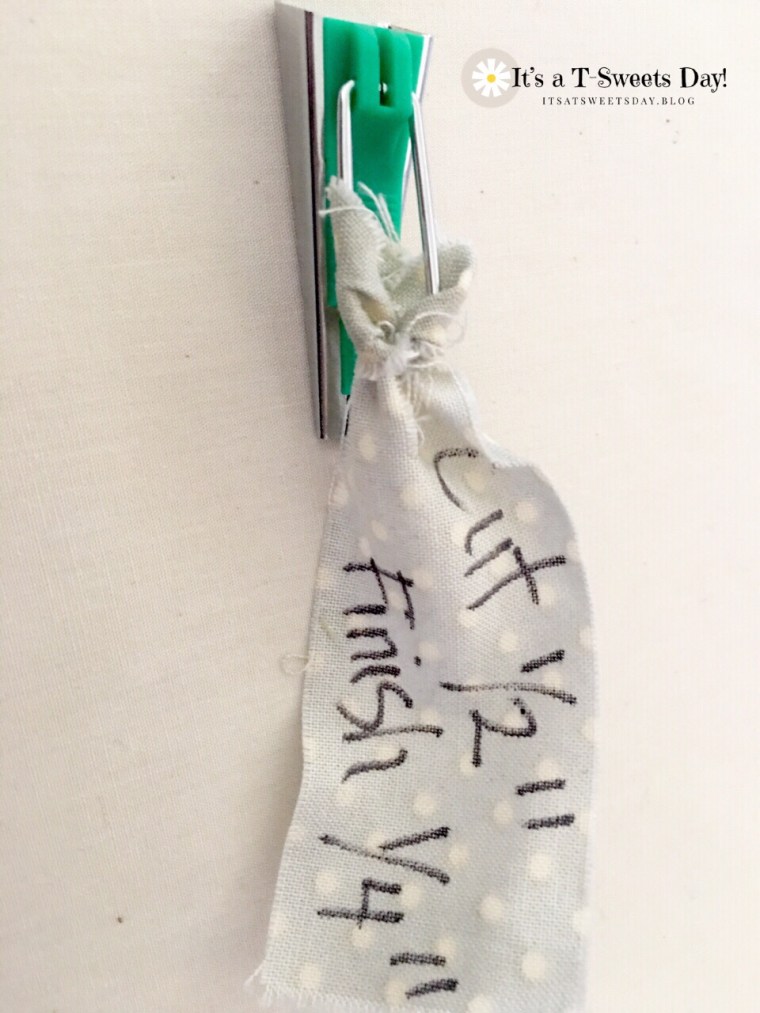 It's a T-Sweets Day!
ITSATSWEETSDAY.BLOG
Cut 1/2"
Finish 1/4"